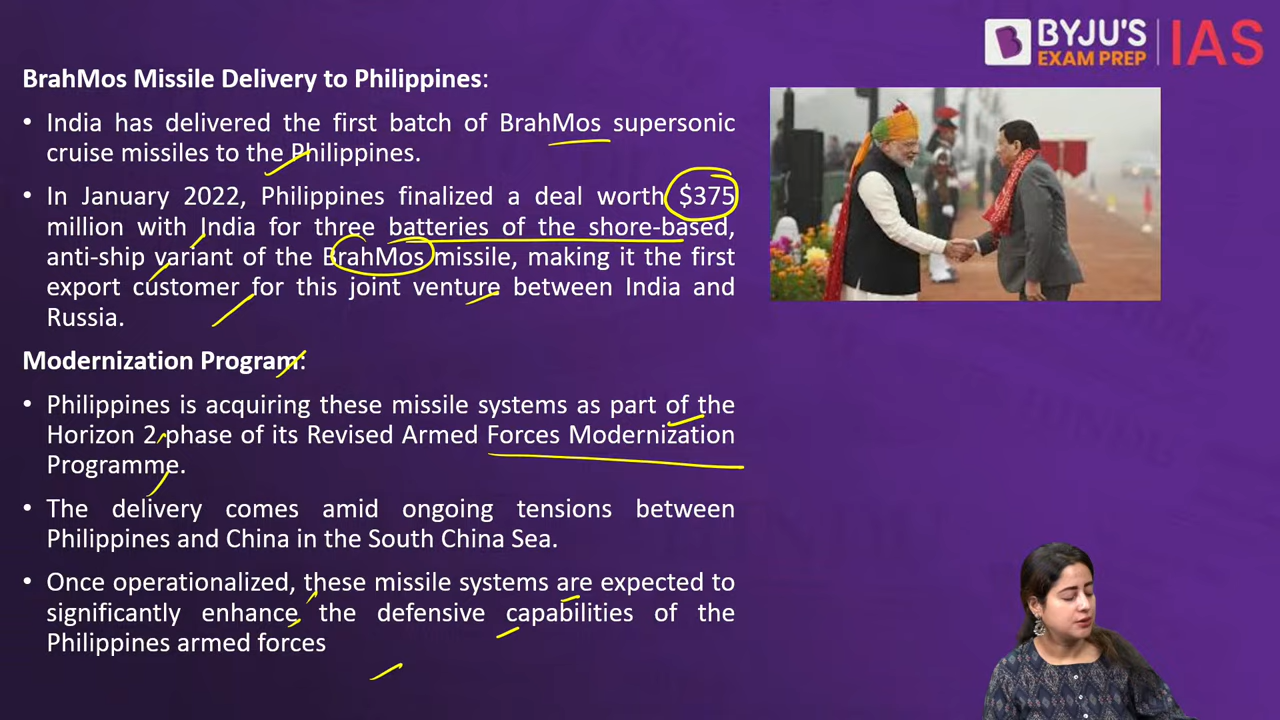 BYJU'S
EXAM PREP
IAS
BrahMos Missile Delivery to Philippines:
• India has delivered the first batch of BrahMos supersonic
cruise missiles to the Philippines.
• In January 2022, Philippines finalized a deal worth $375
million with India for three batteries of the shore-based,
anti-ship variant of the BrahMos missile, making it the first
export customer for this joint venture between India and
Russia.
Modernization Program:
• Philippines is acquiring these missile systems as part of the
Horizon 2 phase of its Revised Armed Forces Modernization
Programme.
• The delivery comes amid ongoing tensions between
Philippines and China in the South China Sea.
• Once operationalized, these missile systems are expected to
significantly enhance the defensive capabilities of the
Philippines armed forces